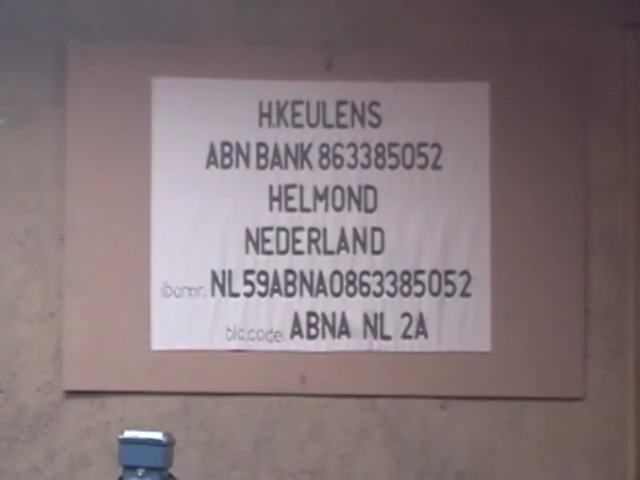 H.KEULENS
ABN BANK 863385052
HELMOND
NEDERLAND
ibannr. NL59ABNA0863385052
bic.code. ABNA NL 2A